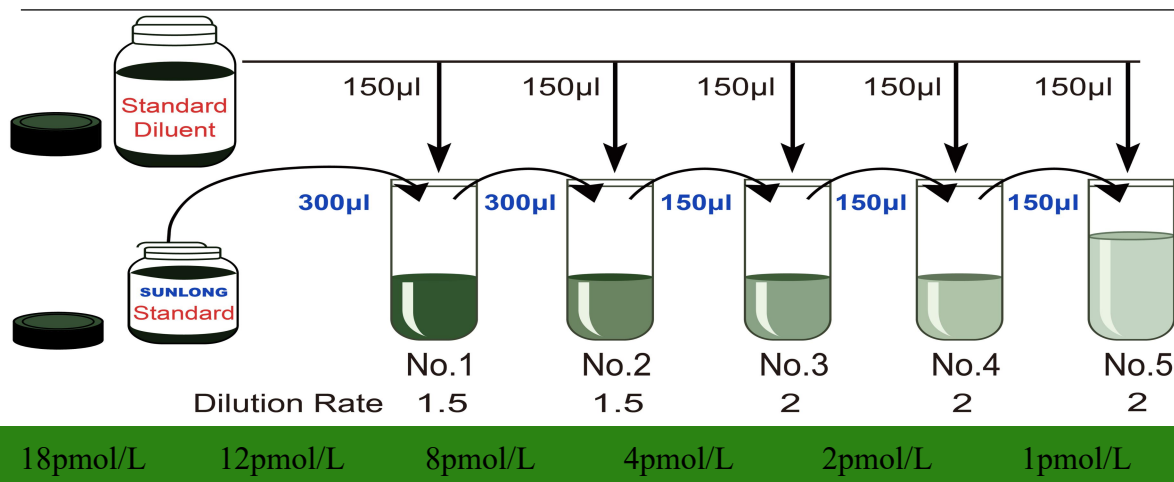 150µl 150µl 150µl 150µl 150µl
Standard
Diluent
300µl 300µl 150µl 150µl 150µl
SUNLONG
Standard
No.1 No.2 No.3 No.4 No.5
Dilution Rate 1.5 1.5 2 2 2
18pmol/L 12pmol/L 8pmol/L 4pmol/L 2pmol/L 1pmol/L